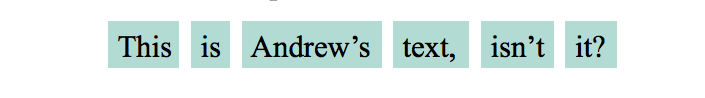 This is Andrew’s text, isn’t it?